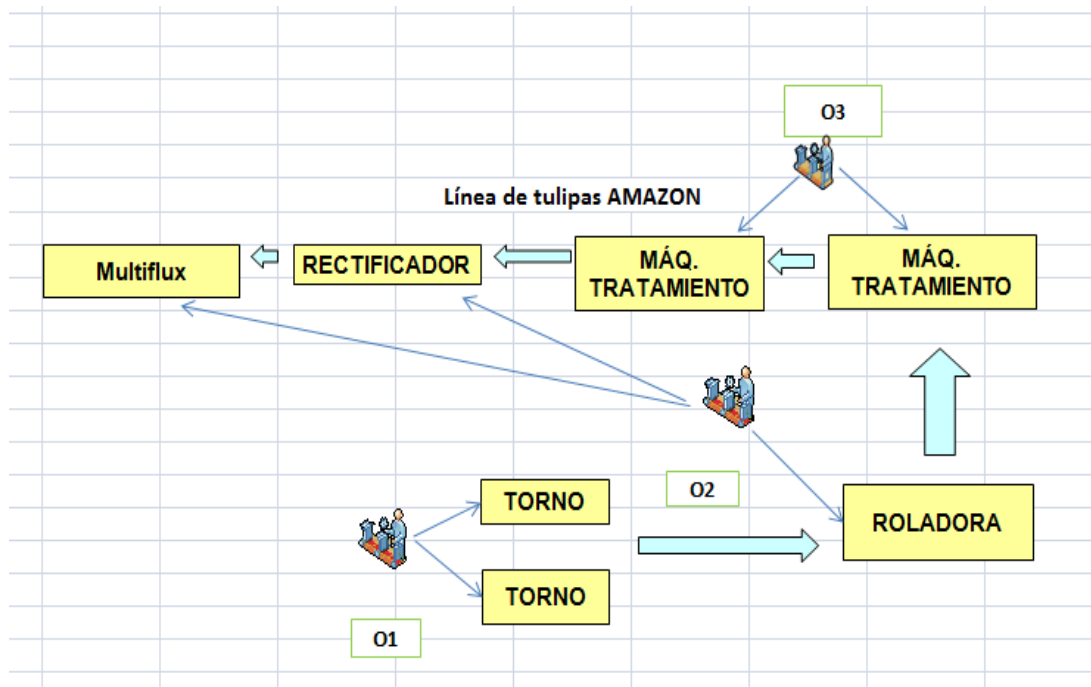 O3
Línea de tulipas AMAZON
Multiflux
RECTIFICADOR
MÁQ.
TRATAMIENTO
MÁQ.
TRATAMIENTO
O2
TORNO
ROLADORA
TORNO
O1